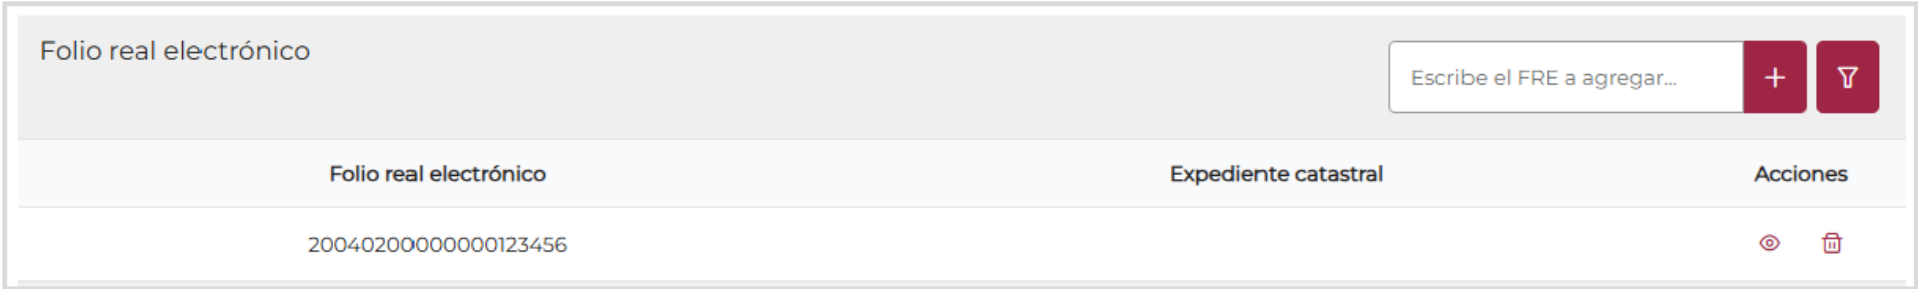 Folio real electrónico
Escribe el FRE a agregar...
Folio real electrónico Expediente catastral Acciones
20040200000000123456